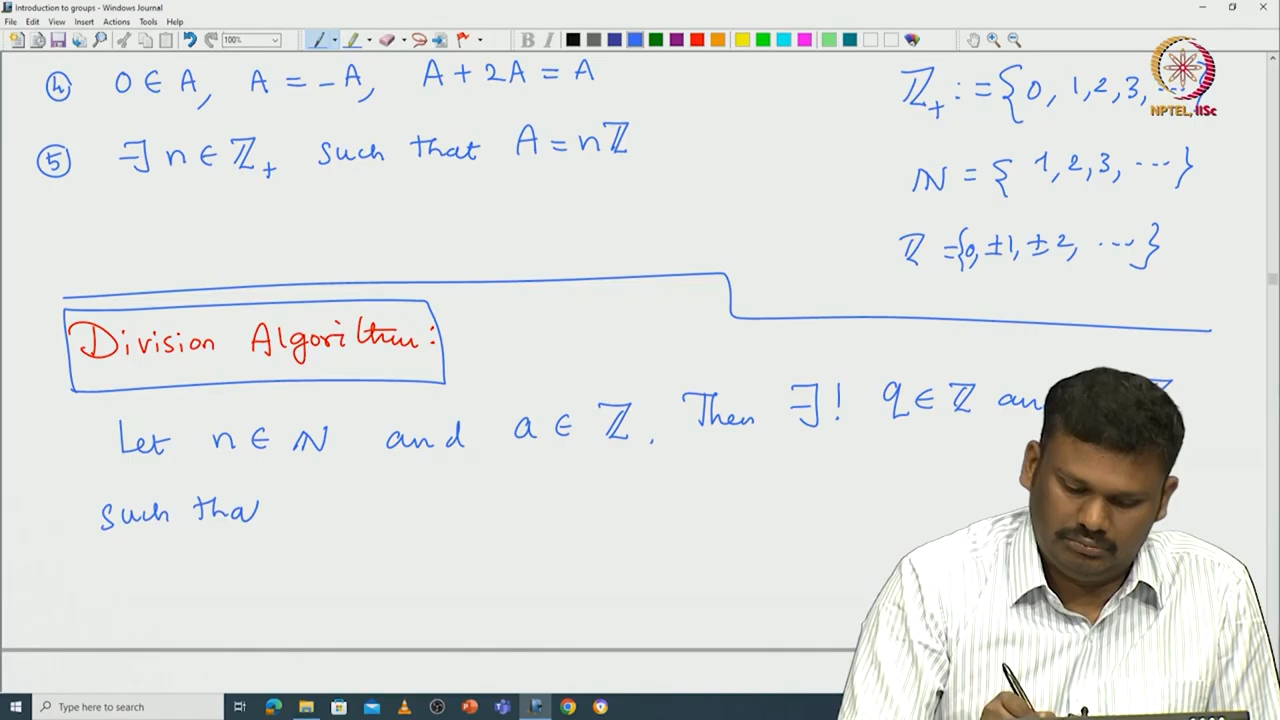 Introduction to groups - Windows Journal
File Edit View Insert Actions Tools Help
100%
B I
④ 0 ∈ A, A = -A, A + 2A = A
⑤ ∃ n ∈ ℤ₊ such that A = nℤ
ℤ₊ := {0, 1, 2, 3, ... }
ℕ = { 1, 2, 3, ... }
ℤ = {0, ±1, ±2, ... }
NPTEL, IISc
Division Algorithm:
Let n ∈ ℕ and a ∈ ℤ. Then ∃! q ∈ ℤ
such tha
Type here to search